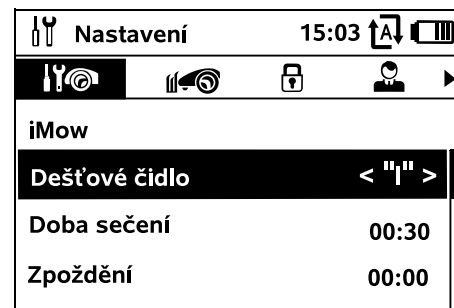 Nastavení 15:03 A
iMow
Dešťové čidlo < "I" >
Doba sečení 00:30
Zpoždění 00:00